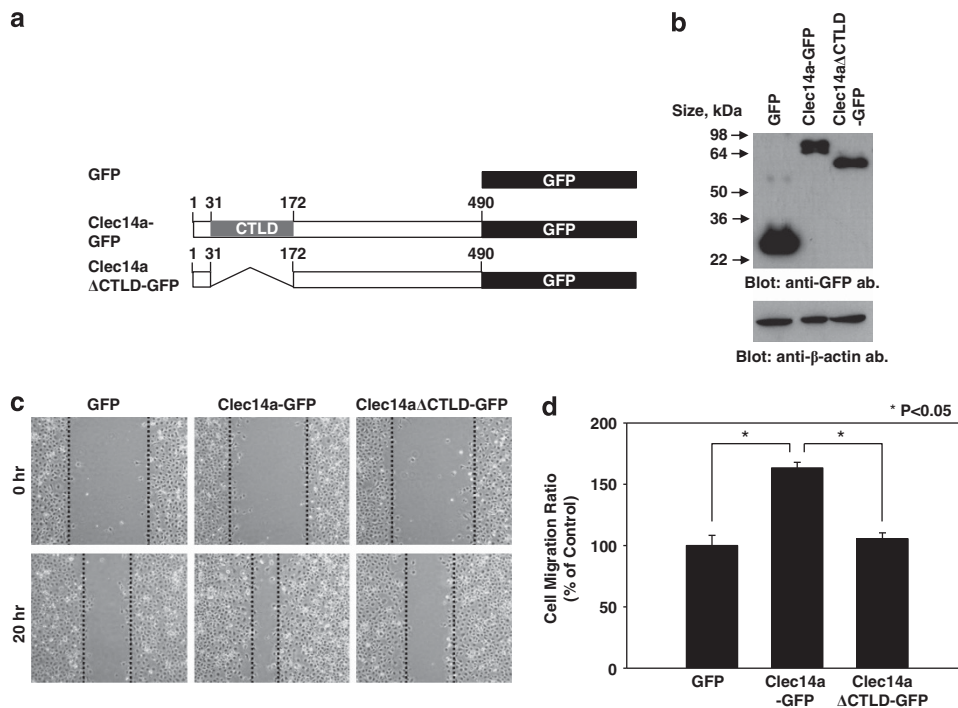 a
GFP
GFP
1 31 172 490
Clec14a-
GFP
CTLD
GFP
1 31 172 490
Clec14a
ΔCTLD-GFP
GFP
b
GFP
Clec14a-GFP
Clec14aΔCTLD
-GFP
Size, kDa
98
64
50
36
22
Blot: anti-GFP ab.
Blot: anti-β-actin ab.
c
GFP
Clec14a-GFP
Clec14aΔCTLD-GFP
0 hr
20 hr
d
* P<0.05
Cell Migration Ratio
(% of Control)
200
150
100
50
0
*
*
GFP
Clec14a
-GFP
Clec14a
ΔCTLD-GFP